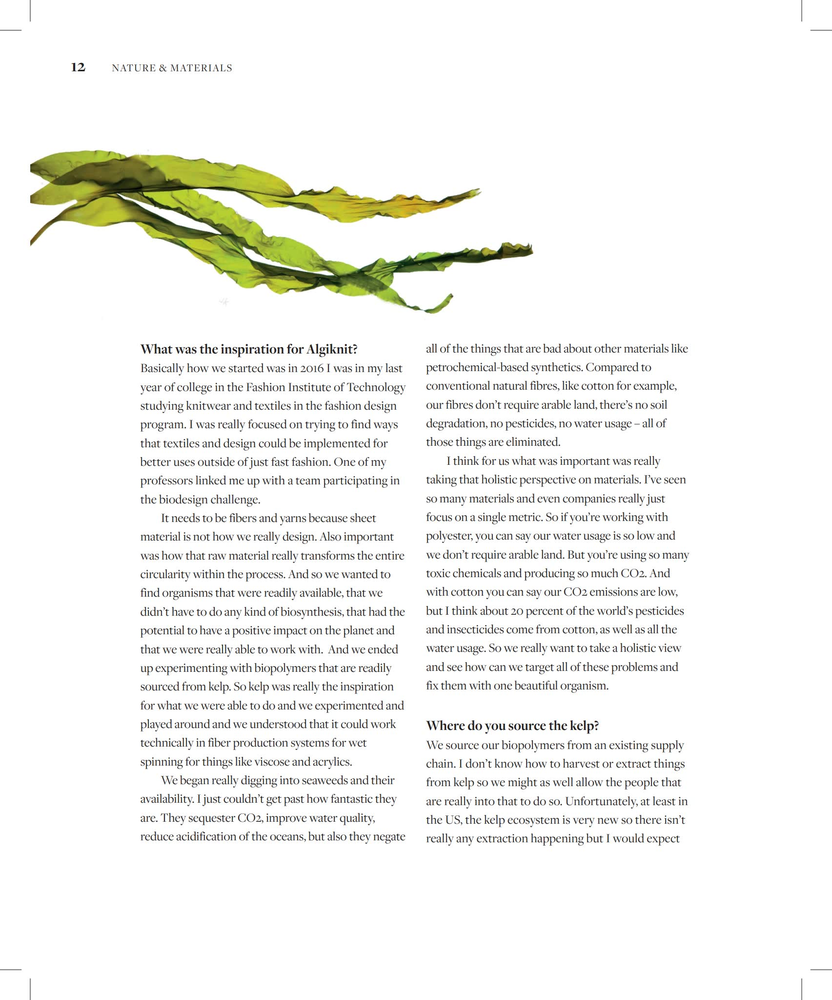 12 NATURE & MATERIALS
What was the inspiration for Algiknit?
Basically how we started was in 2016 I was in my last
year of college in the Fashion Institute of Technology
studying knitwear and textiles in the fashion design
program. I was really focused on trying to find ways
that textiles and design could be implemented for
better uses outside of just fast fashion. One of my
professors linked me up with a team participating in
the biodesign challenge.
It needs to be fibers and yarns because sheet
material is not how we really design. Also important
was how that raw material really transforms the entire
circularity within the process. And so we wanted to
find organisms that were readily available, that we
didn’t have to do any kind of biosynthesis, that had the
potential to have a positive impact on the planet and
that we were really able to work with.  And we ended
up experimenting with biopolymers that are readily
sourced from kelp. So kelp was really the inspiration
for what we were able to do and we experimented and
played around and we understood that it could work
technically in fiber production systems for wet
spinning for things like viscose and acrylics.
We began really digging into seaweeds and their
availability. I just couldn’t get past how fantastic they
are. They sequester CO2, improve water quality,
reduce acidification of the oceans, but also they negate
all of the things that are bad about other materials like
petrochemical-based synthetics. Compared to
conventional natural fibres, like cotton for example,
our fibres don’t require arable land, there’s no soil
degradation, no pesticides, no water usage – all of
those things are eliminated.
I think for us what was important was really
taking that holistic perspective on materials. I’ve seen
so many materials and even companies really just
focus on a single metric. So if you’re working with
polyester, you can say our water usage is so low and
we don’t require arable land. But you’re using so many
toxic chemicals and producing so much CO2. And
with cotton you can say our CO2 emissions are low,
but I think about 20 percent of the world’s pesticides
and insecticides come from cotton, as well as all the
water usage. So we really want to take a holistic view
and see how can we target all of these problems and
fix them with one beautiful organism.
Where do you source the kelp?
We source our biopolymers from an existing supply
chain. I don’t know how to harvest or extract things
from kelp so we might as well allow the people that
are really into that to do so. Unfortunately, at least in
the US, the kelp ecosystem is very new so there isn’t
really any extraction happening but I would expect